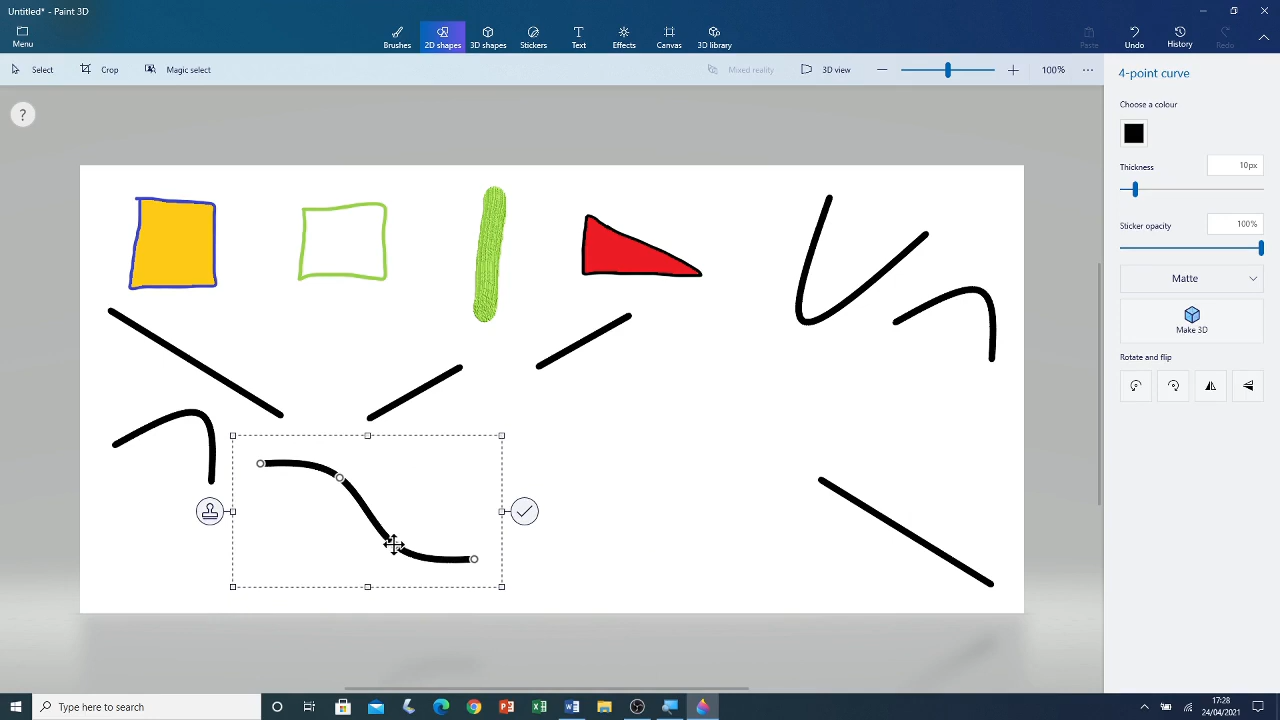 Untitled* - Paint 3D
Menu
Brushes
2D shapes
3D shapes
Stickers
Text
Effects
Canvas
3D library
Paste
Undo
History
Redo
Select
Crop
Magic select
Mixed reality
3D view
100%
4-point curve
Choose a colour
Thickness
10px
Sticker opacity
100%
Matte
Make 3D
Rotate and flip
?
Type here to search
17:28
24/04/2021